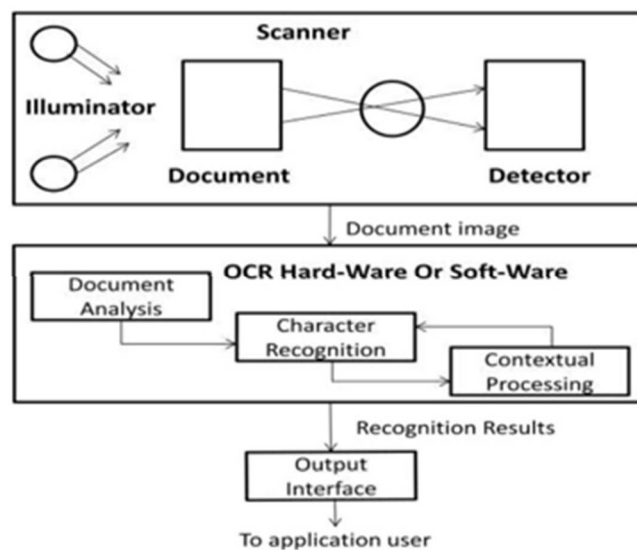 Scanner
Illuminator
Document
Detector
Document image
OCR Hard-Ware Or Soft-Ware
Document
Analysis
Character
Recognition
Contextual
Processing
Recognition Results
Output
Interface
To application user